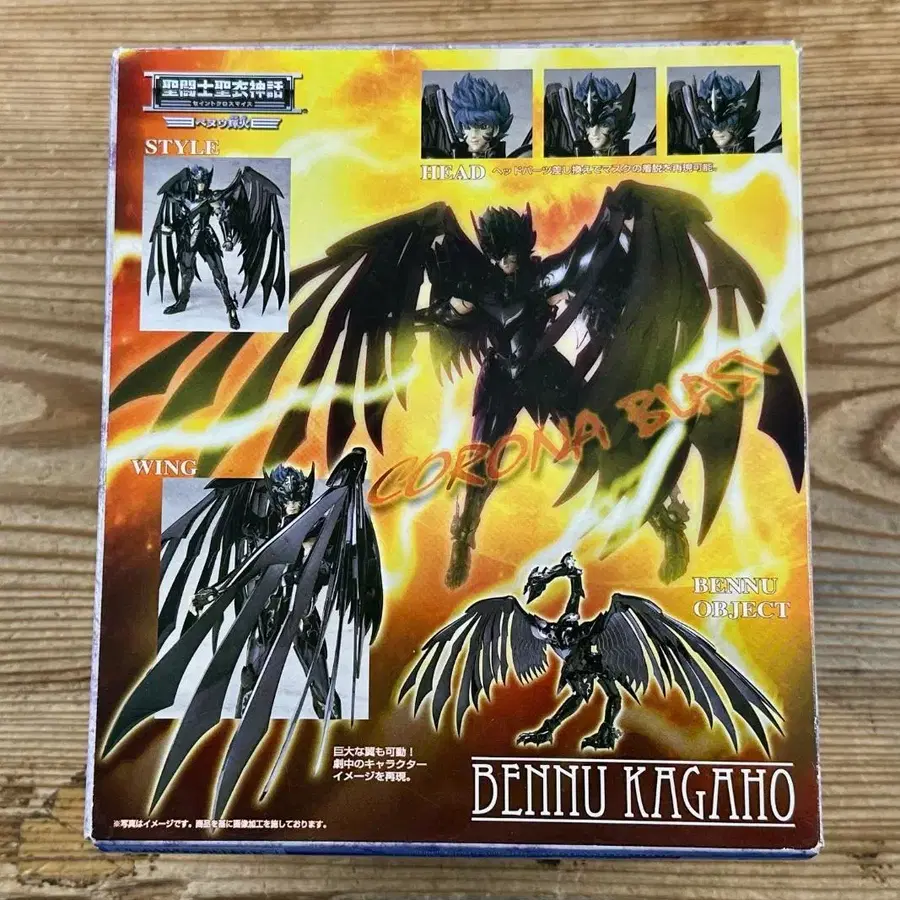 聖闘士聖衣神話
セイントクロスマイス
ベヌウ輝火
STYLE
HEAD ヘッドパーツ差し換えでマスクの着脱を再現可能。
CORONA BLAST
WING
BENNU
OBJECT
巨大な翼も可動！
劇中のキャラクター
イメージを再現。
BENNU KAGAHO
※写真はイメージです。商品を基に画像加工を施しております。